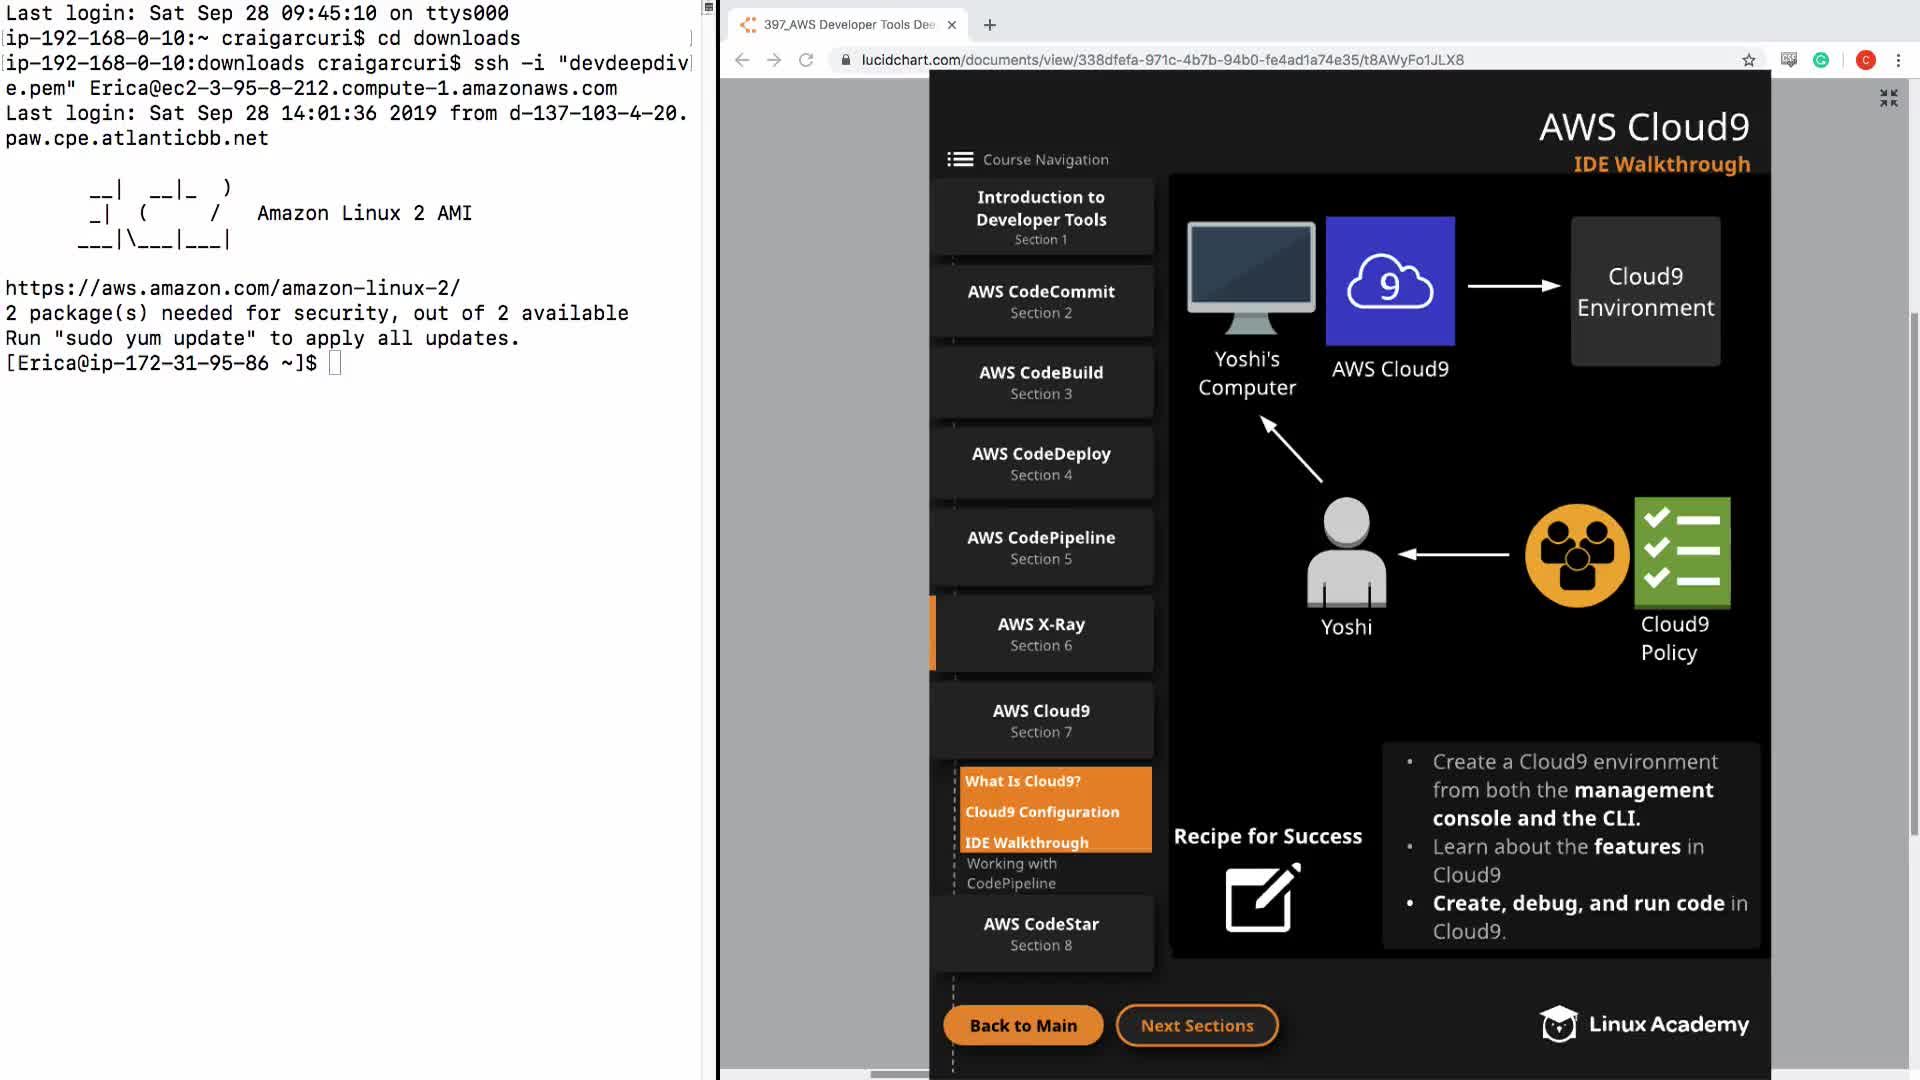 Last login: Sat Sep 28 09:45:10 on ttys000
ip-192-168-0-10:~ craigarcuri$ cd downloads
ip-192-168-0-10:downloads craigarcuri$ ssh -i "devdeepdiv
e.pem" Erica@ec2-3-95-8-212.compute-1.amazonaws.com
Last login: Sat Sep 28 14:01:36 2019 from d-137-103-4-20.
paw.cpe.atlanticbb.net
__|  __|_  )
_|  (     /   Amazon Linux 2 AMI
___|\___|___|
https://aws.amazon.com/amazon-linux-2/
2 package(s) needed for security, out of 2 available
Run "sudo yum update" to apply all updates.
[Erica@ip-172-31-95-86 ~]$
397_AWS Developer Tools Dee
lucidchart.com/documents/view/338dfefa-971c-4b7b-94b0-fe4ad1a74e35/t8AWyFo1JLX8
C
AWS Cloud9
IDE Walkthrough
Course Navigation
Introduction to
Developer Tools
Section 1
AWS CodeCommit
Section 2
AWS CodeBuild
Section 3
AWS CodeDeploy
Section 4
AWS CodePipeline
Section 5
AWS X-Ray
Section 6
AWS Cloud9
Section 7
What Is Cloud9?
Cloud9 Configuration
IDE Walkthrough
Working with
CodePipeline
AWS CodeStar
Section 8
Back to Main
Next Sections
9
Yoshi's
Computer
AWS Cloud9
Cloud9
Environment
Yoshi
Cloud9
Policy
Recipe for Success
• Create a Cloud9 environment
from both the management
console and the CLI.
• Learn about the features in
Cloud9
• Create, debug, and run code in
Cloud9.
Linux Academy